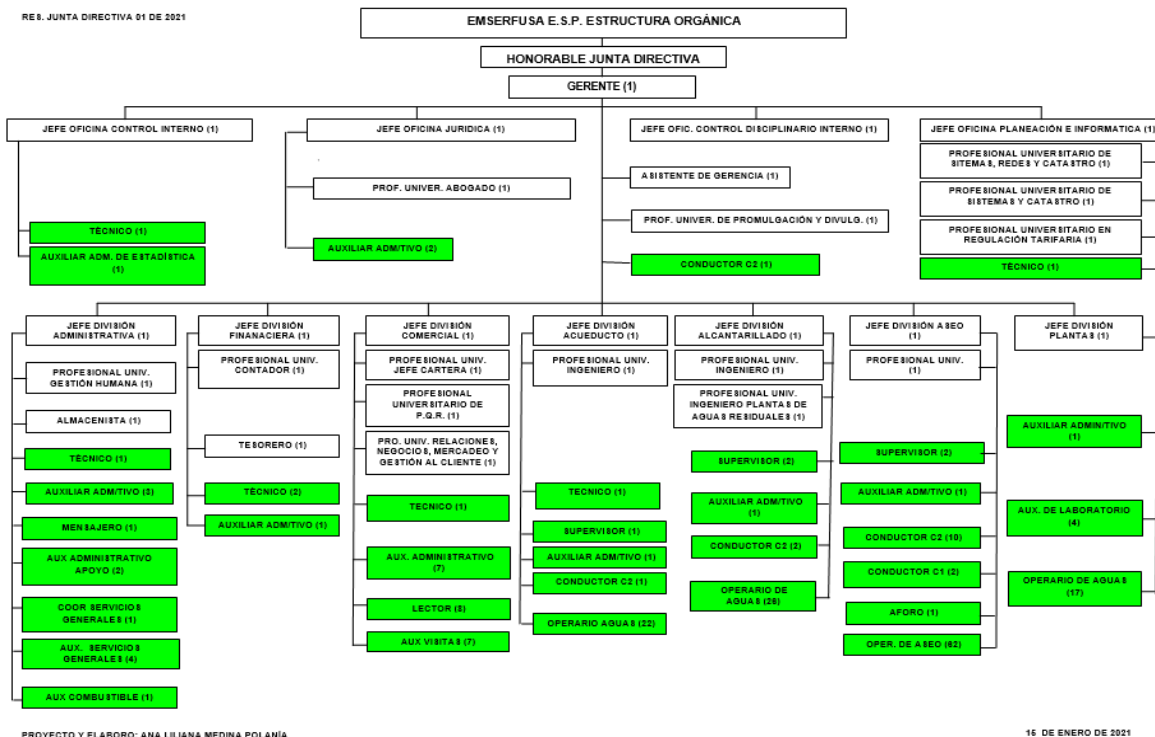 RES. JUNTA DIRECTIVA 01 DE 2021
EMSERFUSA E.S.P. ESTRUCTURA ORGÁNICA
HONORABLE JUNTA DIRECTIVA
GERENTE (1)
JEFE OFICINA CONTROL INTERNO (1)
TÉCNICO (1)
AUXILIAR ADM. DE ESTADÍSTICA
(1)
JEFE OFICINA JURIDICA (1)
PROF. UNIVER. ABOGADO (1)
AUXILIAR ADM/TIVO (2)
JEFE OFIC. CONTROL DISCIPLINARIO INTERNO (1)
ASISTENTE DE GERENCIA (1)
PROF. UNIVER. DE PROMULGACIÓN Y DIVULG. (1)
CONDUCTOR C2 (1)
JEFE OFICINA PLANEACIÓN E INFORMATICA (1)
PROFESIONAL UNIVERSITARIO DE
SITEMAS, REDES Y CATASTRO (1)
PROFESIONAL UNIVERSITARIO DE
SISTEMAS Y CATASTRO (1)
PROFESIONAL UNIVERSITARIO EN
REGULACIÓN TARIFARIA (1)
TÉCNICO (1)
JEFE DIVISIÓN
ADMINISTRATIVA (1)
PROFESIONAL UNIV.
GESTIÓN HUMANA (1)
ALMACENISTA (1)
TÉCNICO (1)
AUXILIAR ADM/TIVO (3)
MENSAJERO (1)
AUX ADMINISTRATIVO
APOYO (2)
COOR SERVICIOS
GENERALES (1)
AUX. SERVICIOS
GENERALES (4)
AUX COMBUSTIBLE (1)
JEFE DIVISIÓN
FINANACIERA (1)
PROFESIONAL UNIV.
CONTADOR (1)
TESORERO (1)
TÉCNICO (2)
AUXILIAR ADM/TIVO (1)
JEFE DIVISIÓN
COMERCIAL (1)
PROFESIONAL UNIV.
JEFE CARTERA (1)
PROFESIONAL
UNIVERSITARIO DE
P.Q.R. (1)
PRO. UNIV. RELACIONES,
NEGOCIOS, MERCADEO Y
GESTIÓN AL CLIENTE (1)
TECNICO (1)
AUX. ADMINISTRATIVO
(7)
LECTOR (8)
AUX VISITAS (7)
JEFE DIVISIÓN
ACUEDUCTO (1)
PROFESIONAL UNIV.
INGENIERO (1)
TECNICO (1)
SUPERVISOR (1)
AUXILIAR ADM/TIVO (1)
CONDUCTOR C2 (1)
OPERARIO AGUAS (22)
JEFE DIVISIÓN
ALCANTARILLADO (1)
PROFESIONAL UNIV.
INGENIERO (1)
PROFESIONAL UNIV.
INGENIERO PLANTAS DE
AGUAS RESIDUALES (1)
SUPERVISOR (2)
AUXILIAR ADM/TIVO
(1)
CONDUCTOR C2 (2)
OPERARIO DE
AGUAS (26)
JEFE DIVISIÓN ASEO
(1)
PROFESIONAL UNIV.
(1)
SUPERVISOR (2)
AUXILIAR ADM/TIVO (1)
CONDUCTOR C2 (10)
CONDUCTOR C1 (2)
AFORO (1)
OPER. DE ASEO (62)
JEFE DIVISIÓN
PLANTAS (1)
AUXILIAR ADMIN/TIVO
(1)
AUX. DE LABORATORIO
(4)
OPERARIO DE AGUAS
(17)
PROYECTO Y ELABORO: ANA LILIANA MEDINA POLANÍA
15 DE ENERO DE 2021